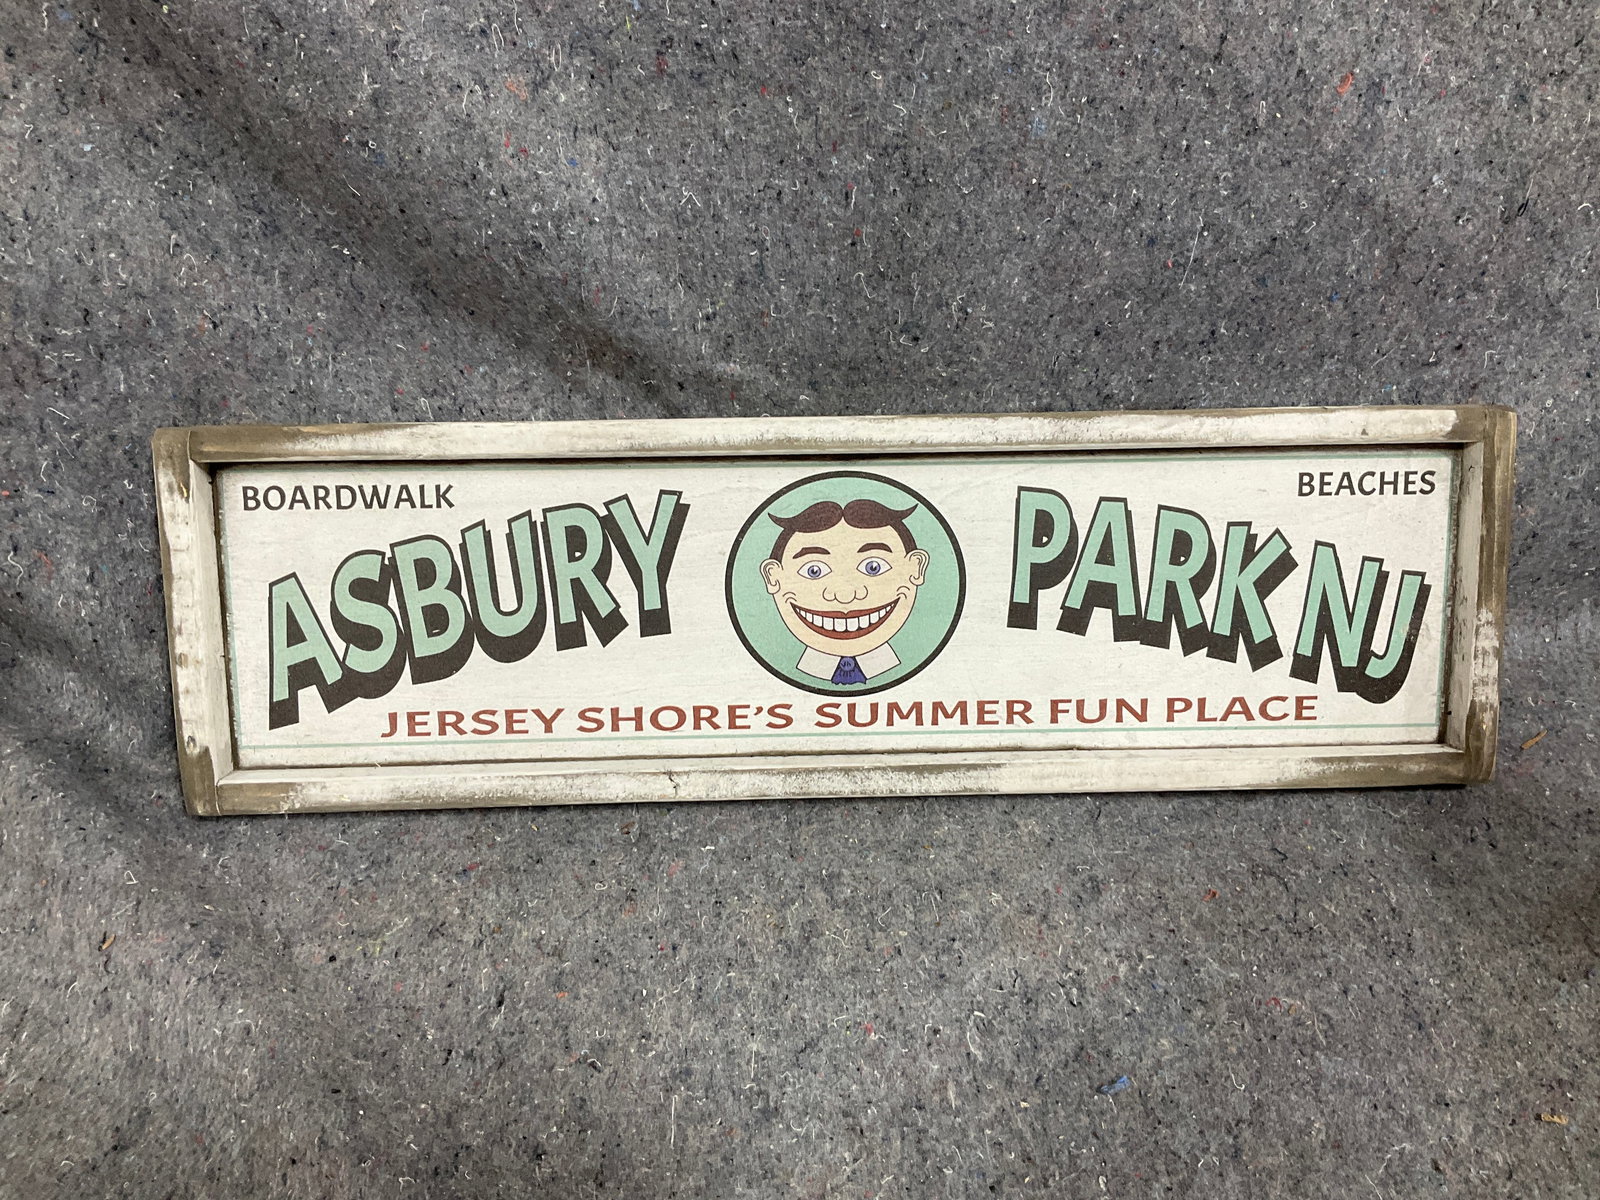 BOARDWALK
BEACHES
ASBURY PARK NJ
JERSEY SHORE'S SUMMER FUN PLACE